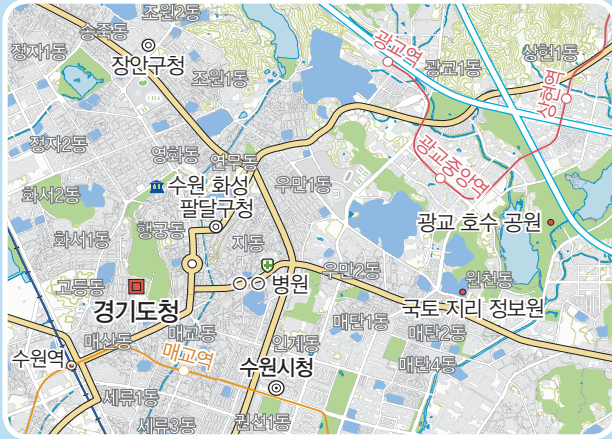 조원2동
송죽동
정자1동
장안구청
조원1동
광교역
광교1동
상현1동
상현역
정자2동
영화동
연무동
광교중앙역
화서2동
수원 화성
팔달구청
우만1동
행궁동
화서1동
지동
광교 호수 공원
우만2동
원천동
고등동
병원
경기도청
국토 지리 정보원
매산동
매교동
매탄1동
매탄2동
수원역
매교역
인계동
수원시청
매탄4동
세류1동
세류3동
권선1동